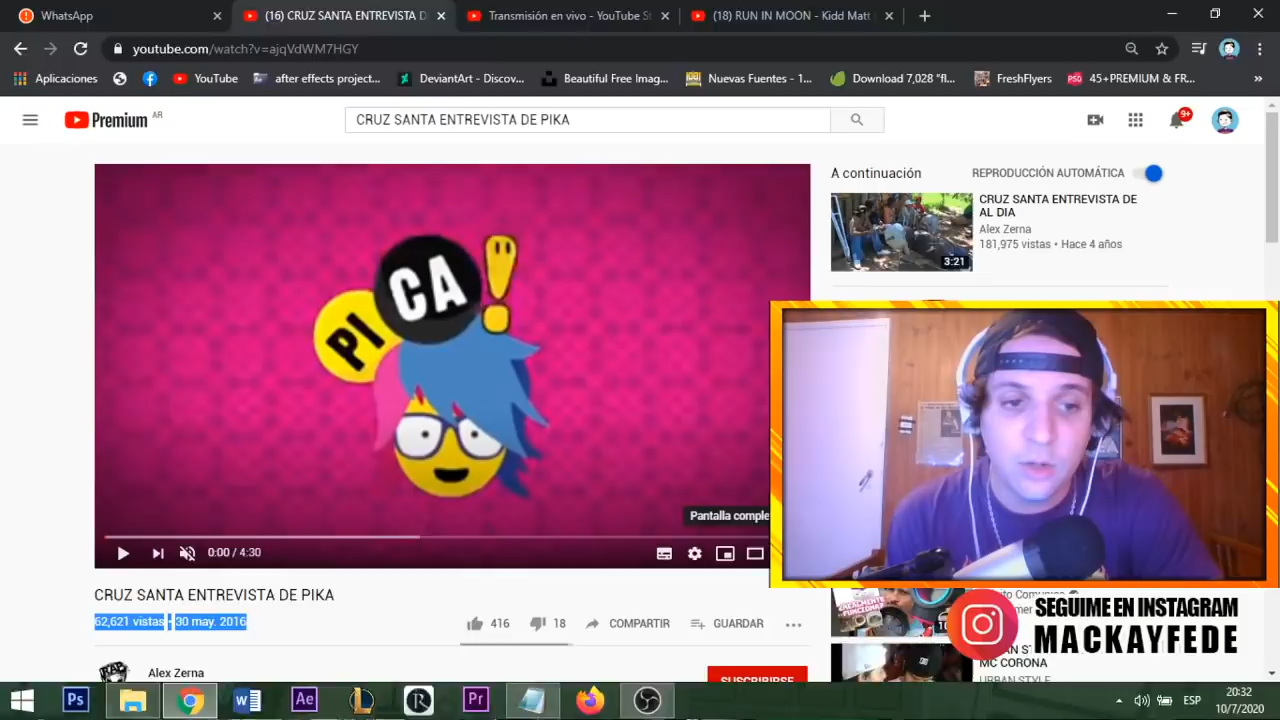 WhatsApp
(16) CRUZ SANTA ENTREVISTA D
Transmisión en vivo - YouTube St
(18) RUN IN MOON - Kidd Matt
youtube.com/watch?v=ajqVdWM7HGY
Aplicaciones
YouTube
after effects project...
DeviantArt - Discov...
Beautiful Free Imag...
Nuevas Fuentes - 1...
Download 7,028 "fl...
FreshFlyers
PSD
45+PREMIUM & FR...
»
Premium AR
CRUZ SANTA ENTREVISTA DE PIKA
9+
PI CA !
Pantalla comple
0:00 / 4:30
CRUZ SANTA ENTREVISTA DE PIKA
62,621 vistas • 30 may. 2016
416
18
COMPARTIR
GUARDAR
Alex Zerna
SUSCRIBIRSE
A continuación
REPRODUCCIÓN AUTOMÁTICA
CRUZ SANTA ENTREVISTA DE
AL DIA
Alex Zerna
181,975 vistas • Hace 4 años
3:21
MC CORONA
URBAN STYLE
SEGUIME EN INSTAGRAM
MACKAYFEDE
Ps
W
Ae
L
R
Pr
ESP
20:32
10/7/2020